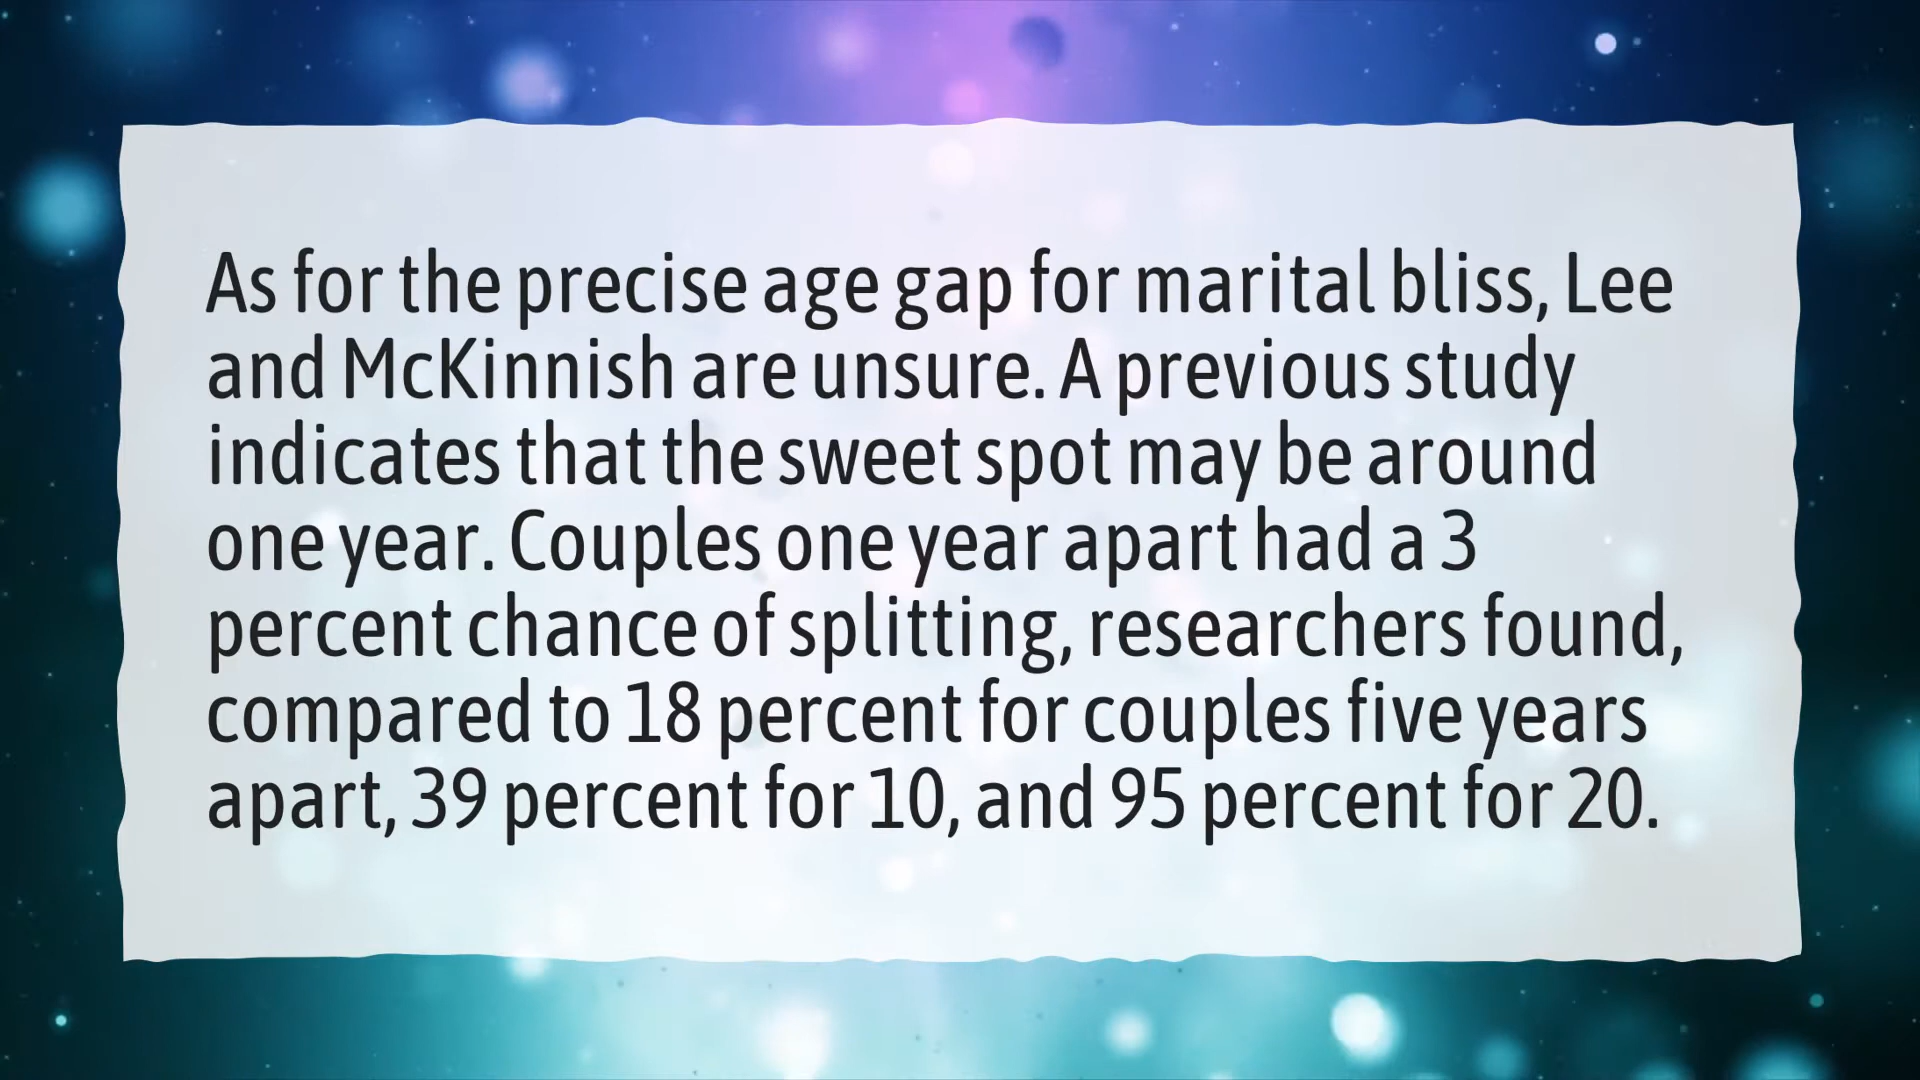 As for the precise age gap for marital bliss, Lee
and McKinnish are unsure. A previous study
indicates that the sweet spot may be around
one year. Couples one year apart had a 3
percent chance of splitting, researchers found,
compared to 18 percent for couples five years
apart, 39 percent for 10, and 95 percent for 20.